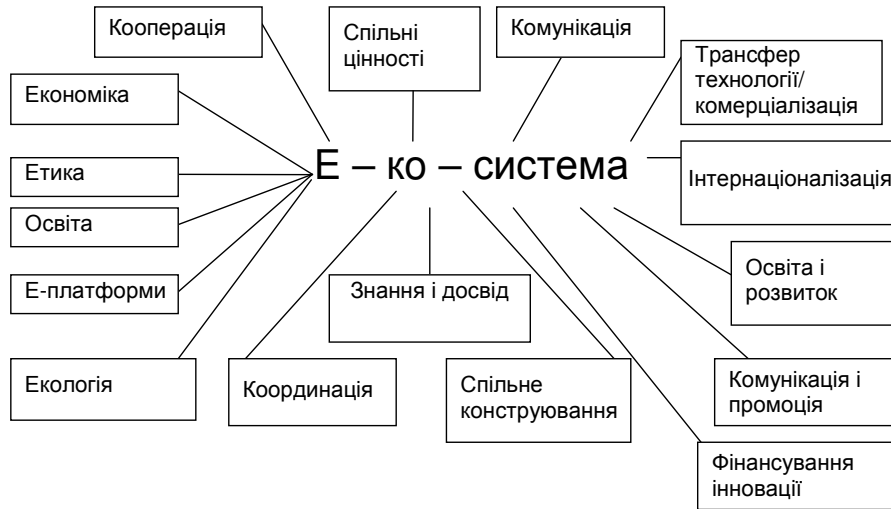 Кооперація
Спільні
цінності
Комунікація
Трансфер
технології/
комерціалізація
Економіка
Е – ко – система
Етика
Інтернаціоналізація
Освіта
Е-платформи
Знання і досвід
Освіта і
розвиток
Екологія
Координація
Спільне
конструювання
Комунікація і
промоція
Фінансування
інновації